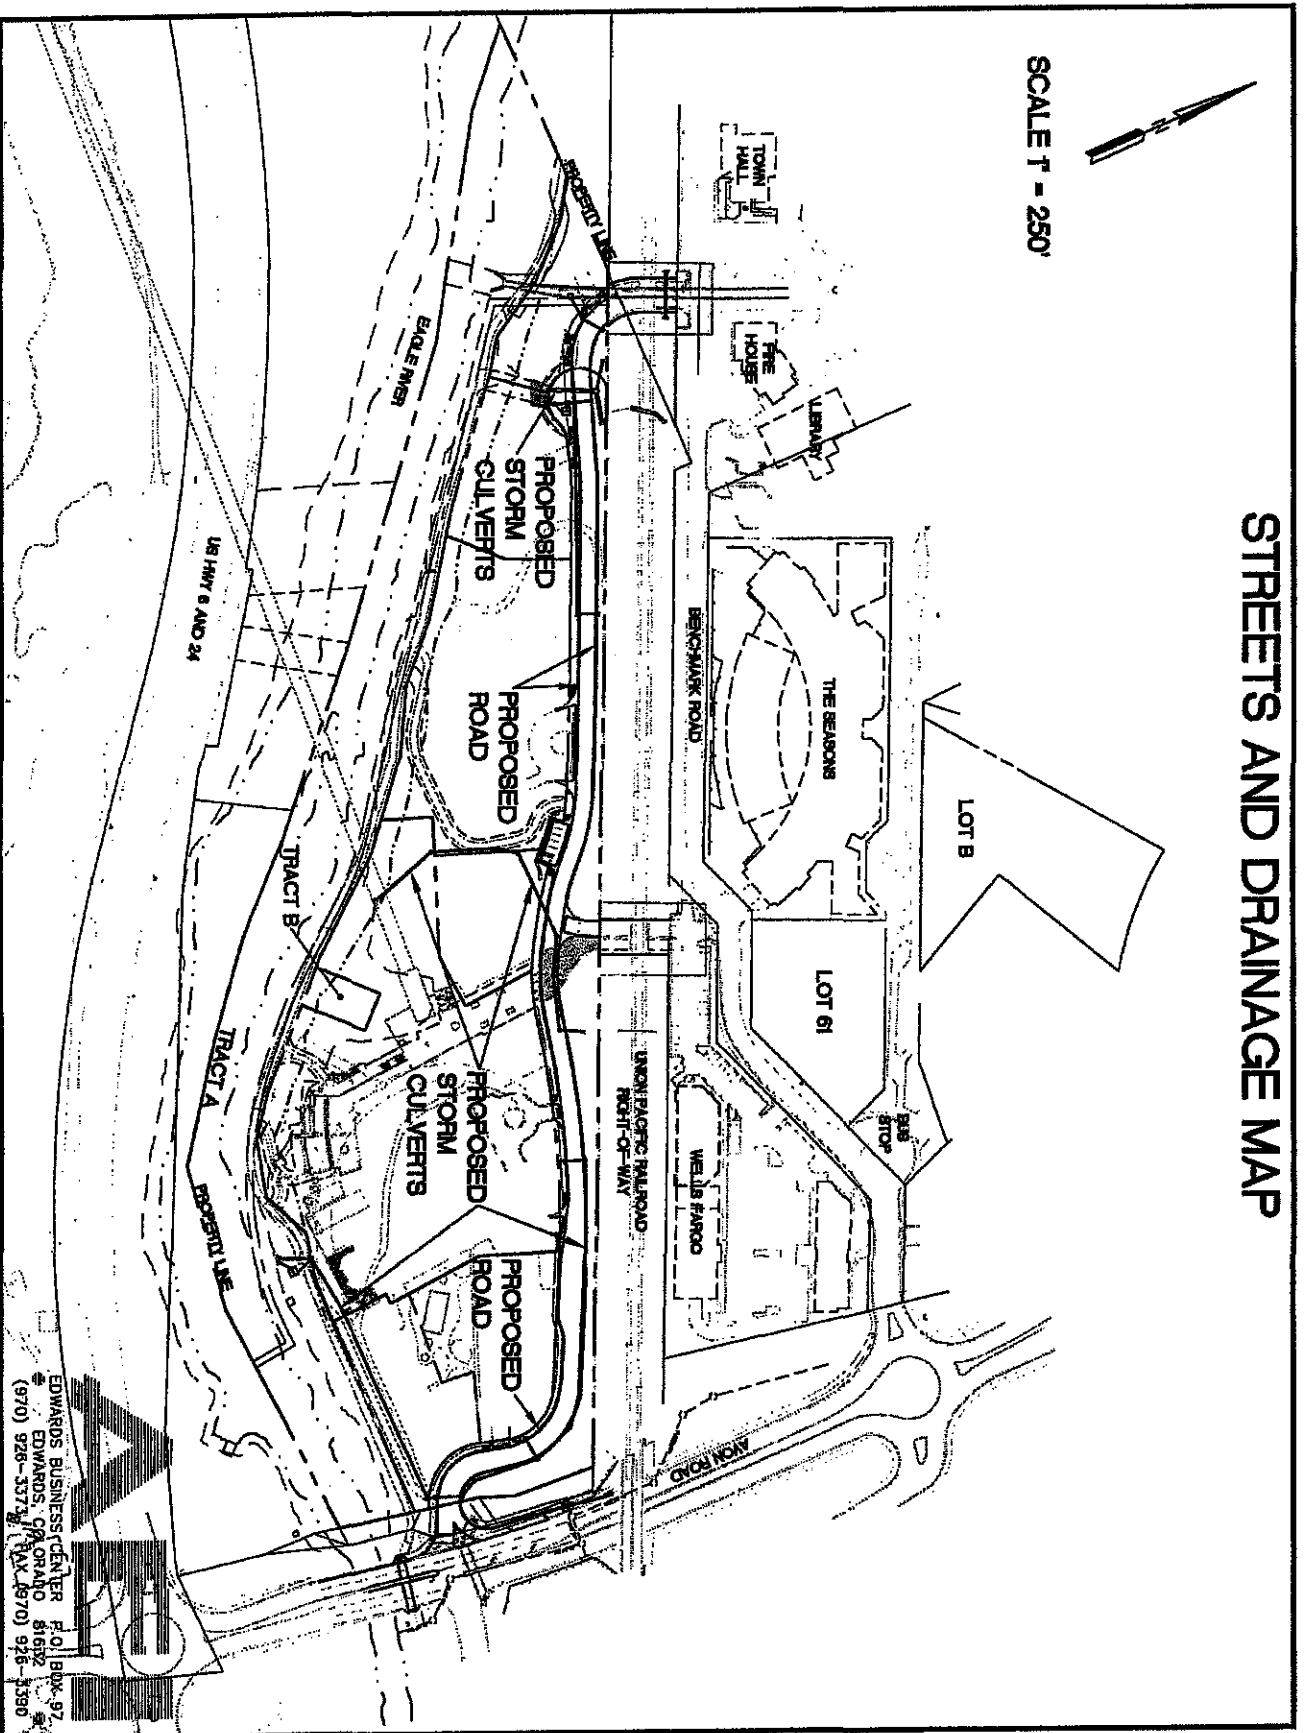 STREETS AND DRAINAGE MAP
SCALE 1" = 250'
N
TOWN
HALL
FIRE
HOUSE
LIBRARY
THE SEASONS
LOT B
LOT 61
BUS
STOP
BENCHMARK ROAD
WELLS FARGO
UNION PACIFIC RAILROAD
RIGHT-OF-WAY
AVON ROAD
PROPERTY LINE
PROPOSED
STORM
CULVERTS
PROPOSED
ROAD
PROPOSED
STORM
CULVERTS
PROPOSED
ROAD
EAGLE RIVER
US HWY 6 AND 24
TRACT B
TRACT A
PROPERTY LINE
EDWARDS BUSINESS CENTER P.O. BOX 97
EDWARDS, COLORADO 81632
(970) 926-3373 FAX (970) 926-3390